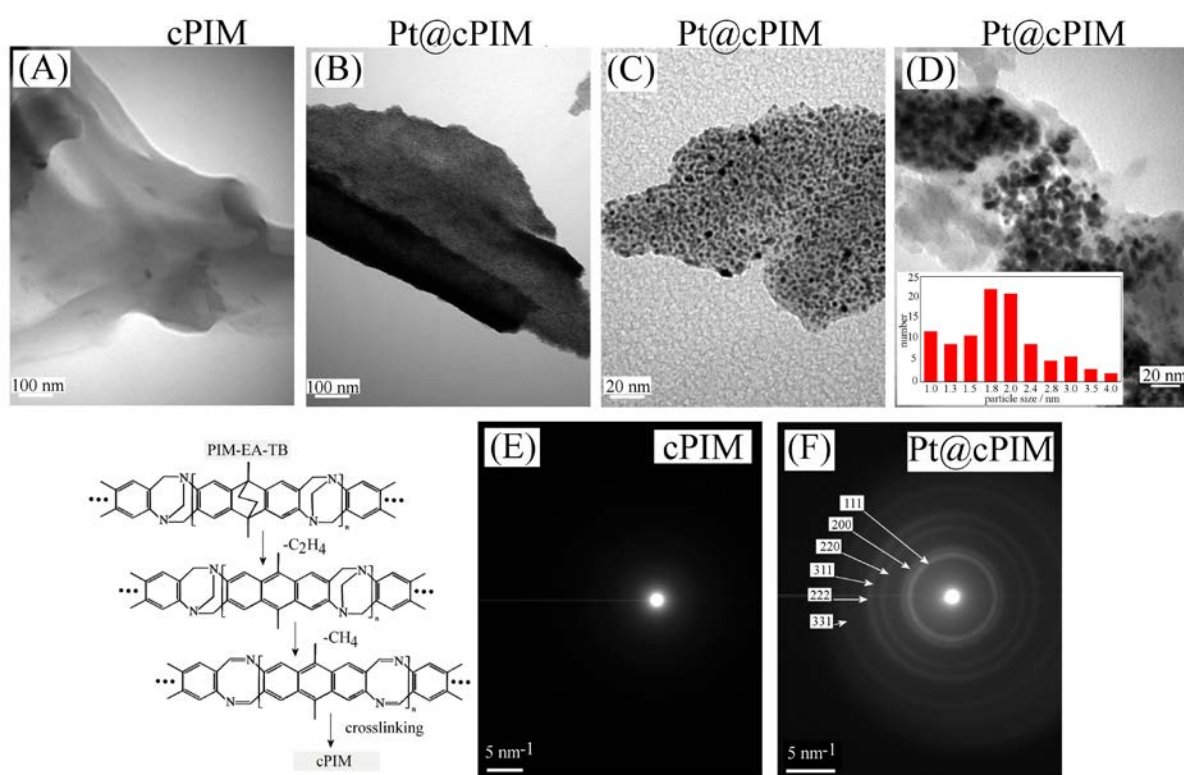 cPIM
Pt@cPIM
Pt@cPIM
Pt@cPIM
(A)
(B)
(C)
(D)
100 nm
100 nm
20 nm
20 nm
25
20
15
10
5
0
number
1.0 1.3 1.5 1.8 2.0 2.4 2.8 3.0 3.5 4.0
particle size / nm
PIM-EA-TB
N N
N N n
-C₂H₄
N N
N N n
-CH₄
N N
N N n
crosslinking
cPIM
(E)
cPIM
5 nm⁻¹
(F)
Pt@cPIM
111
200
220
311
222
331
5 nm⁻¹